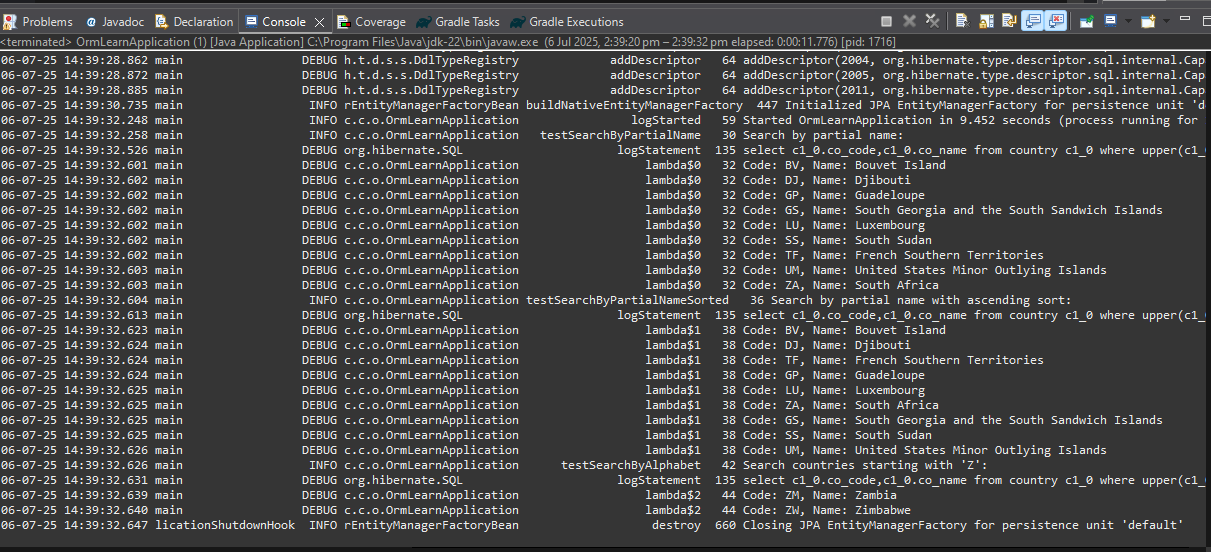 Problems Javadoc Declaration Console Coverage Gradle Tasks Gradle Executions
<terminated> OrmLearnApplication (1) [Java Application] C:\Program Files\Java\jdk-22\bin\javaw.exe (6 Jul 2025, 2:39:20 pm – 2:39:32 pm elapsed: 0:00:11.776) [pid: 1716]
06-07-25 14:39:28.862 main DEBUG h.t.d.s.s.DdlTypeRegistry addDescriptor 64 addDescriptor(2004, org.hibernate.type.descriptor.sql.internal.Cap
06-07-25 14:39:28.872 main DEBUG h.t.d.s.s.DdlTypeRegistry addDescriptor 64 addDescriptor(2005, org.hibernate.type.descriptor.sql.internal.Cap
06-07-25 14:39:28.885 main DEBUG h.t.d.s.s.DdlTypeRegistry addDescriptor 64 addDescriptor(2011, org.hibernate.type.descriptor.sql.internal.Cap
06-07-25 14:39:30.735 main INFO rEntityManagerFactoryBean buildNativeEntityManagerFactory 447 Initialized JPA EntityManagerFactory for persistence unit 'd
06-07-25 14:39:32.248 main INFO c.c.o.OrmLearnApplication logStarted 59 Started OrmLearnApplication in 9.452 seconds (process running for
06-07-25 14:39:32.258 main INFO c.c.o.OrmLearnApplication testSearchByPartialName 30 Search by partial name:
06-07-25 14:39:32.526 main DEBUG org.hibernate.SQL logStatement 135 select c1_0.co_code,c1_0.co_name from country c1_0 where upper(c1_
06-07-25 14:39:32.601 main DEBUG c.c.o.OrmLearnApplication lambda$0 32 Code: BV, Name: Bouvet Island
06-07-25 14:39:32.602 main DEBUG c.c.o.OrmLearnApplication lambda$0 32 Code: DJ, Name: Djibouti
06-07-25 14:39:32.602 main DEBUG c.c.o.OrmLearnApplication lambda$0 32 Code: GP, Name: Guadeloupe
06-07-25 14:39:32.602 main DEBUG c.c.o.OrmLearnApplication lambda$0 32 Code: GS, Name: South Georgia and the South Sandwich Islands
06-07-25 14:39:32.602 main DEBUG c.c.o.OrmLearnApplication lambda$0 32 Code: LU, Name: Luxembourg
06-07-25 14:39:32.602 main DEBUG c.c.o.OrmLearnApplication lambda$0 32 Code: SS, Name: South Sudan
06-07-25 14:39:32.602 main DEBUG c.c.o.OrmLearnApplication lambda$0 32 Code: TF, Name: French Southern Territories
06-07-25 14:39:32.603 main DEBUG c.c.o.OrmLearnApplication lambda$0 32 Code: UM, Name: United States Minor Outlying Islands
06-07-25 14:39:32.603 main DEBUG c.c.o.OrmLearnApplication lambda$0 32 Code: ZA, Name: South Africa
06-07-25 14:39:32.604 main INFO c.c.o.OrmLearnApplication testSearchByPartialNameSorted 36 Search by partial name with ascending sort:
06-07-25 14:39:32.613 main DEBUG org.hibernate.SQL logStatement 135 select c1_0.co_code,c1_0.co_name from country c1_0 where upper(c1_
06-07-25 14:39:32.623 main DEBUG c.c.o.OrmLearnApplication lambda$1 38 Code: BV, Name: Bouvet Island
06-07-25 14:39:32.624 main DEBUG c.c.o.OrmLearnApplication lambda$1 38 Code: DJ, Name: Djibouti
06-07-25 14:39:32.624 main DEBUG c.c.o.OrmLearnApplication lambda$1 38 Code: TF, Name: French Southern Territories
06-07-25 14:39:32.624 main DEBUG c.c.o.OrmLearnApplication lambda$1 38 Code: GP, Name: Guadeloupe
06-07-25 14:39:32.625 main DEBUG c.c.o.OrmLearnApplication lambda$1 38 Code: LU, Name: Luxembourg
06-07-25 14:39:32.625 main DEBUG c.c.o.OrmLearnApplication lambda$1 38 Code: ZA, Name: South Africa
06-07-25 14:39:32.625 main DEBUG c.c.o.OrmLearnApplication lambda$1 38 Code: GS, Name: South Georgia and the South Sandwich Islands
06-07-25 14:39:32.625 main DEBUG c.c.o.OrmLearnApplication lambda$1 38 Code: SS, Name: South Sudan
06-07-25 14:39:32.626 main DEBUG c.c.o.OrmLearnApplication lambda$1 38 Code: UM, Name: United States Minor Outlying Islands
06-07-25 14:39:32.626 main INFO c.c.o.OrmLearnApplication testSearchByAlphabet 42 Search countries starting with 'Z':
06-07-25 14:39:32.631 main DEBUG org.hibernate.SQL logStatement 135 select c1_0.co_code,c1_0.co_name from country c1_0 where upper(c1_
06-07-25 14:39:32.639 main DEBUG c.c.o.OrmLearnApplication lambda$2 44 Code: ZM, Name: Zambia
06-07-25 14:39:32.640 main DEBUG c.c.o.OrmLearnApplication lambda$2 44 Code: ZW, Name: Zimbabwe
06-07-25 14:39:32.647 licationShutdownHook INFO rEntityManagerFactoryBean destroy 660 Closing JPA EntityManagerFactory for persistence unit 'default'